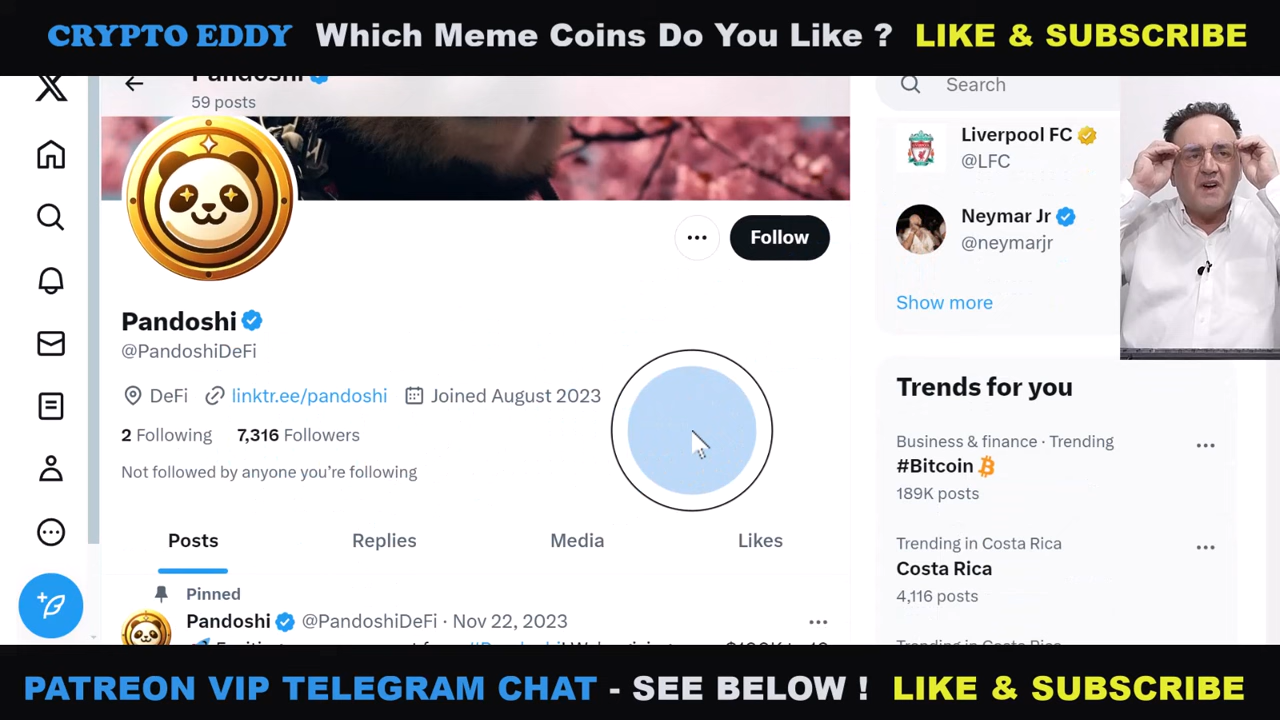 CRYPTO EDDY Which Meme Coins Do You Like ? LIKE & SUBSCRIBE
Pandoshi
59 posts
Search
Liverpool FC
@LFC
Neymar Jr
@neymarjr
Show more
Follow
Pandoshi
@PandoshiDeFi
DeFi linktr.ee/pandoshi Joined August 2023
2 Following 7,316 Followers
Not followed by anyone you're following
Posts Replies Media Likes
Pinned
Pandoshi @PandoshiDeFi · Nov 22, 2023
Trends for you
Business & finance · Trending
#Bitcoin
189K posts
Trending in Costa Rica
Costa Rica
4,116 posts
PATREON VIP TELEGRAM CHAT - SEE BELOW ! LIKE & SUBSCRIBE